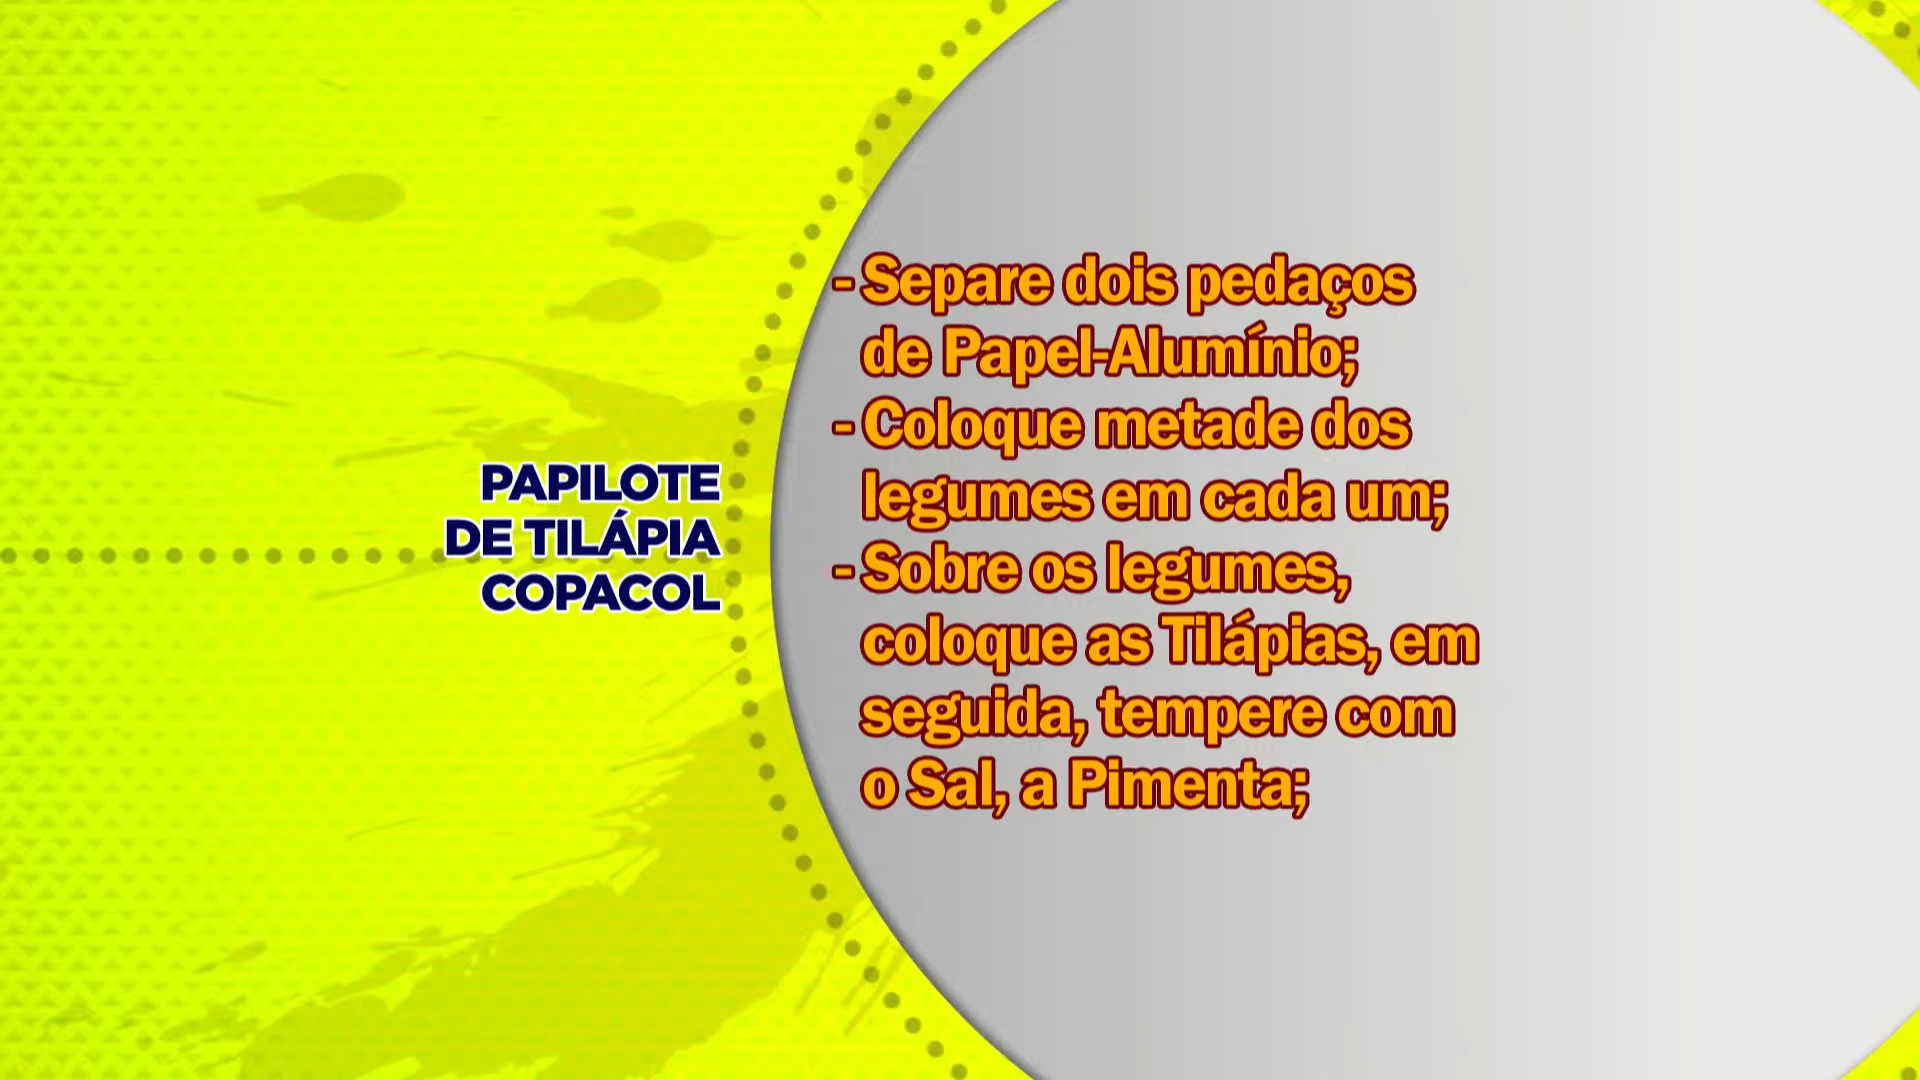 PAPILOTE
DE TILÁPIA
COPACOL
- Separe dois pedaços
de Papel-Alumínio;
- Coloque metade dos
legumes em cada um;
- Sobre os legumes,
coloque as Tilápias, em
seguida, tempere com
o Sal, a Pimenta;